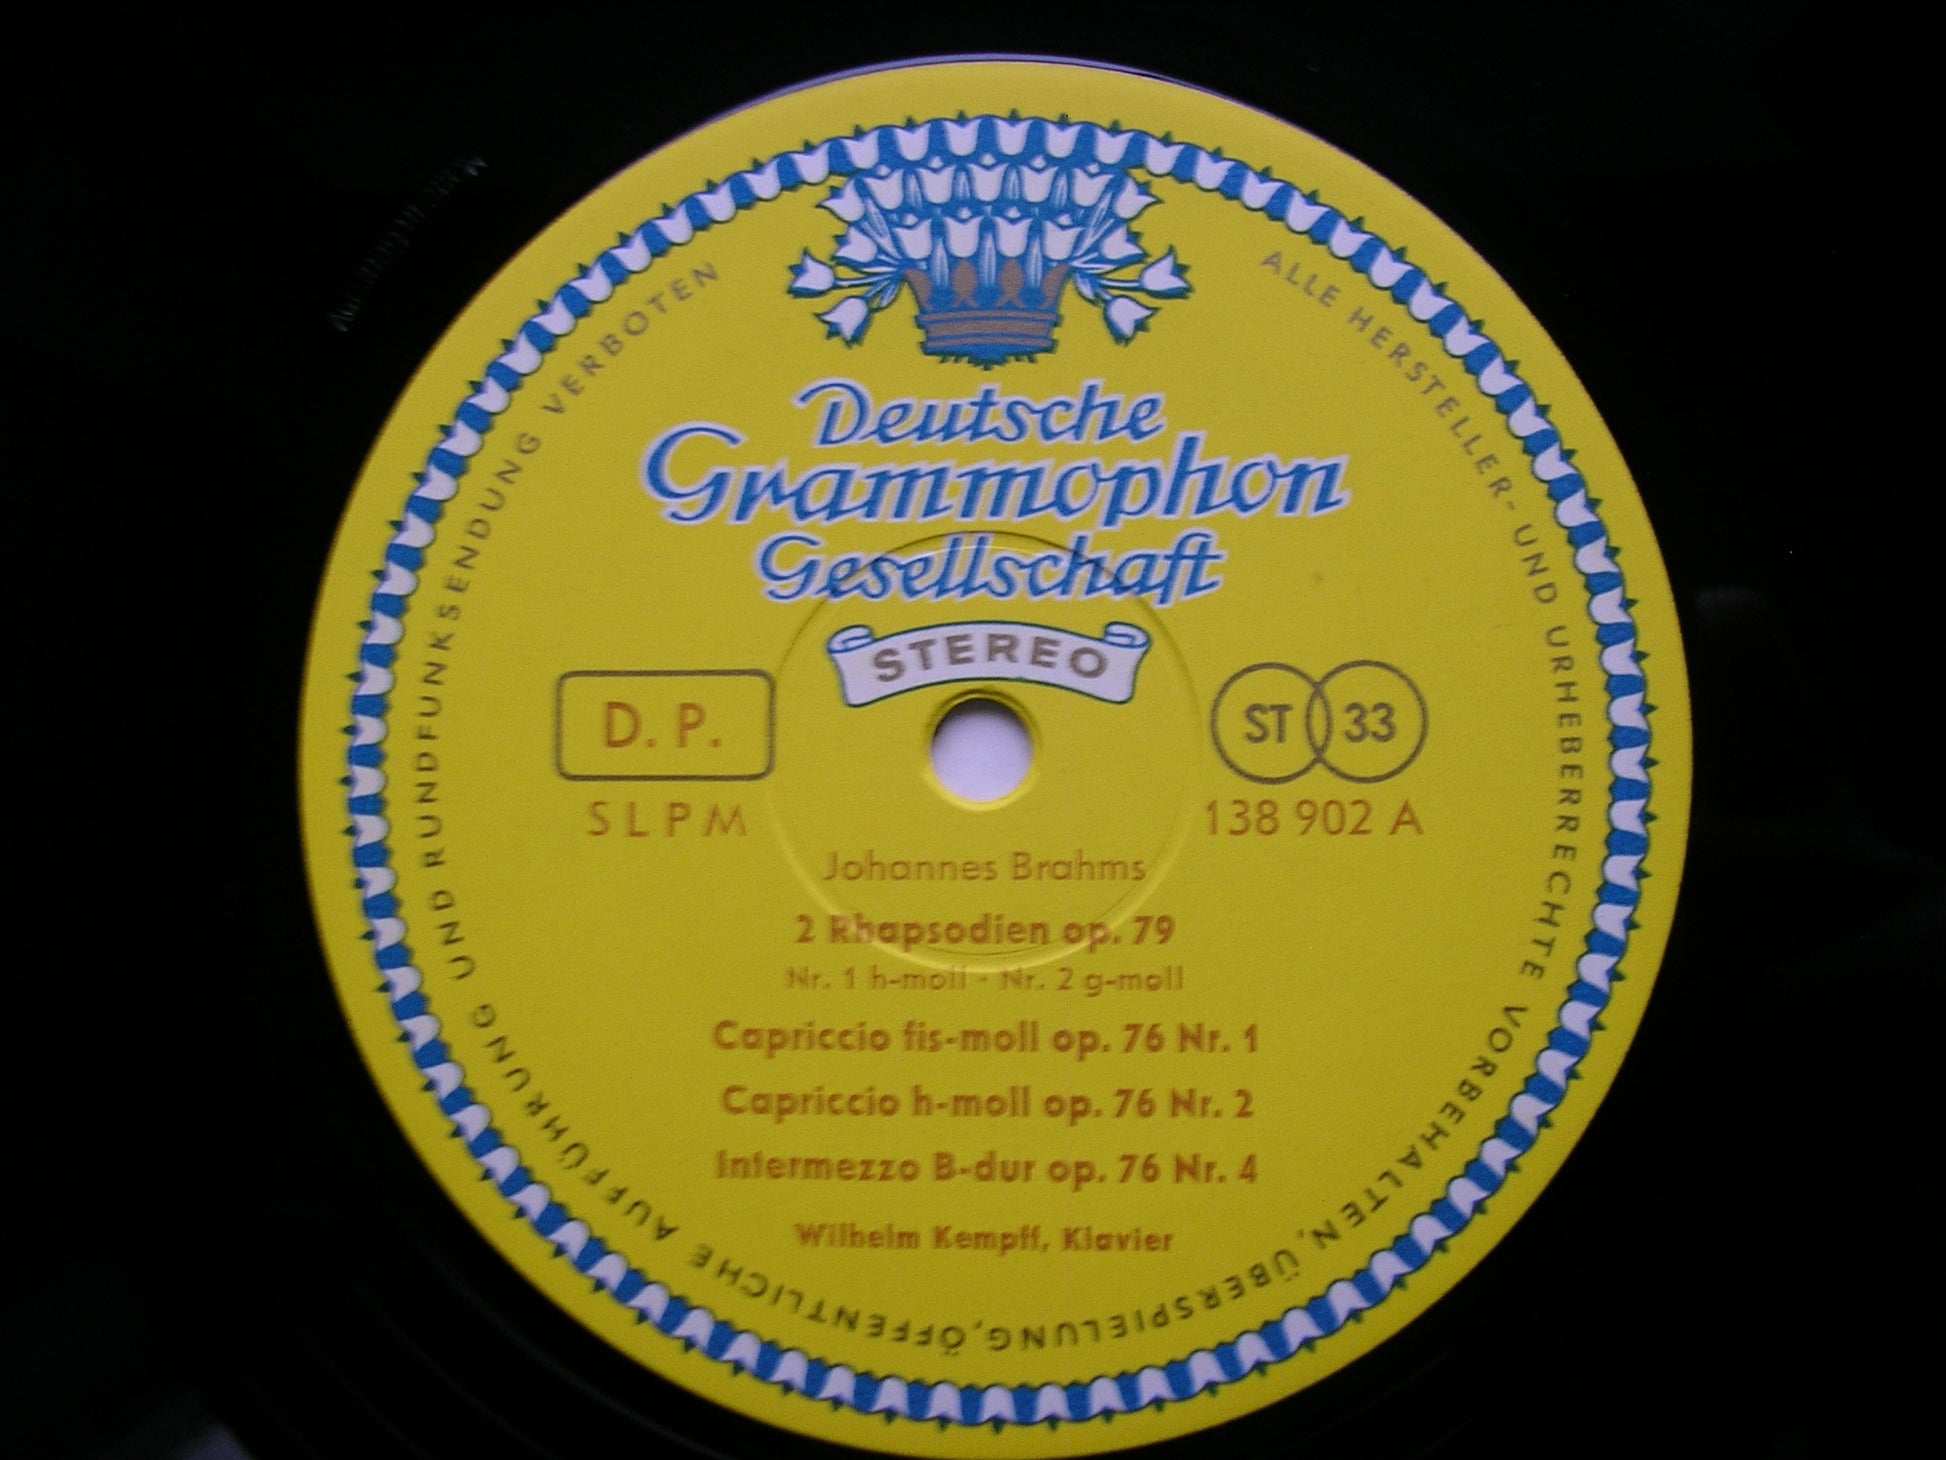 Deutsche
Grammophon
Gesellschaft
STEREO
D. P.
ST 33
SLPM
138 902 A
Johannes Brahms
2 Rhapsodien op. 79
Nr. 1 h-moll - Nr. 2 g-moll
Capriccio fis-moll op. 76 Nr. 1
Capriccio h-moll op. 76 Nr. 2
Intermezzo B-dur op. 76 Nr. 4
Wilhelm Kempff, Klavier
ALLE HERSTELLER- UND URHEBERRECHTE VORBEHALTEN, ÜBERSPIELUNG, ÖFFENTLICHE AUFFÜHRUNG UND RUNDFUNKSENDUNG VERBOTEN